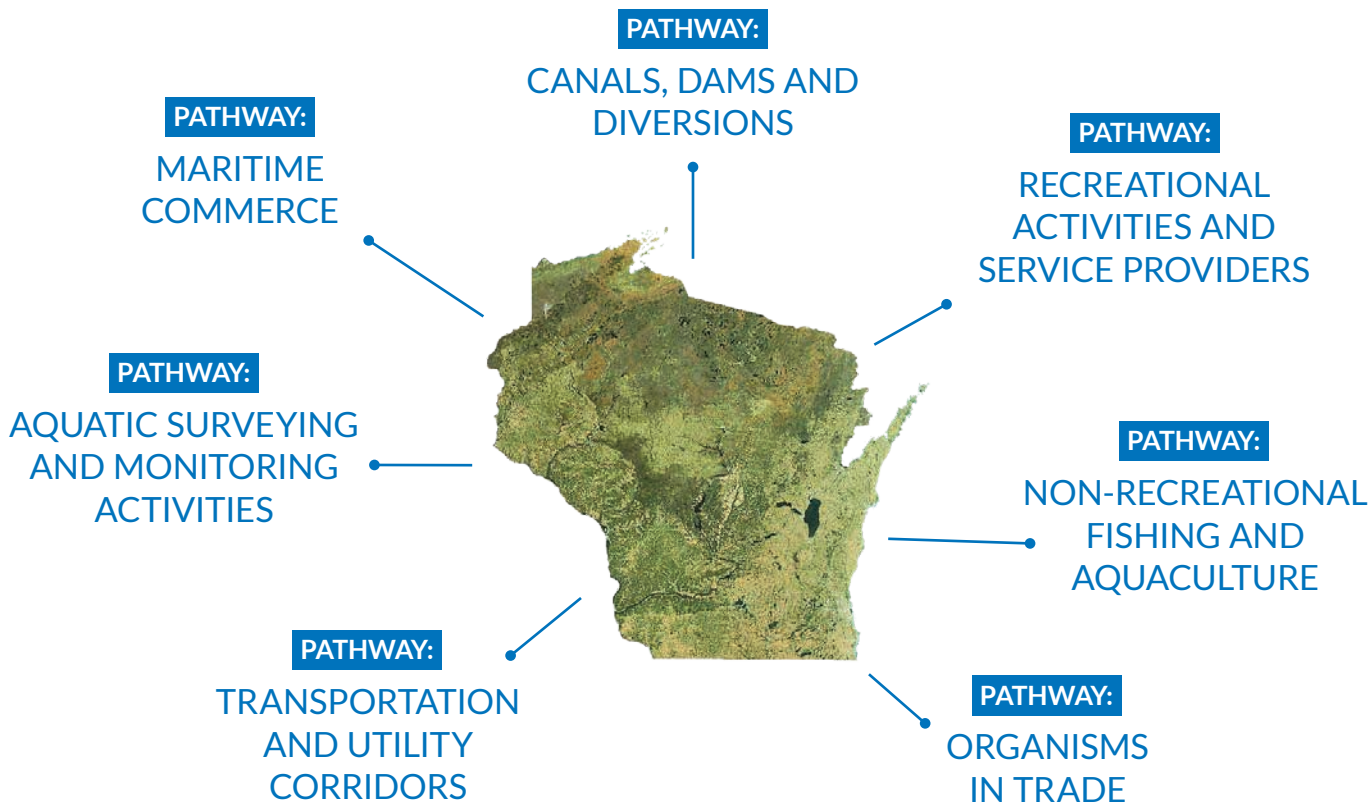 PATHWAY:
CANALS, DAMS AND
DIVERSIONS
PATHWAY:
MARITIME
COMMERCE
PATHWAY:
RECREATIONAL
ACTIVITIES AND
SERVICE PROVIDERS
PATHWAY:
AQUATIC SURVEYING
AND MONITORING
ACTIVITIES
PATHWAY:
NON-RECREATIONAL
FISHING AND
AQUACULTURE
PATHWAY:
TRANSPORTATION
AND UTILITY
CORRIDORS
PATHWAY:
ORGANISMS
IN TRADE